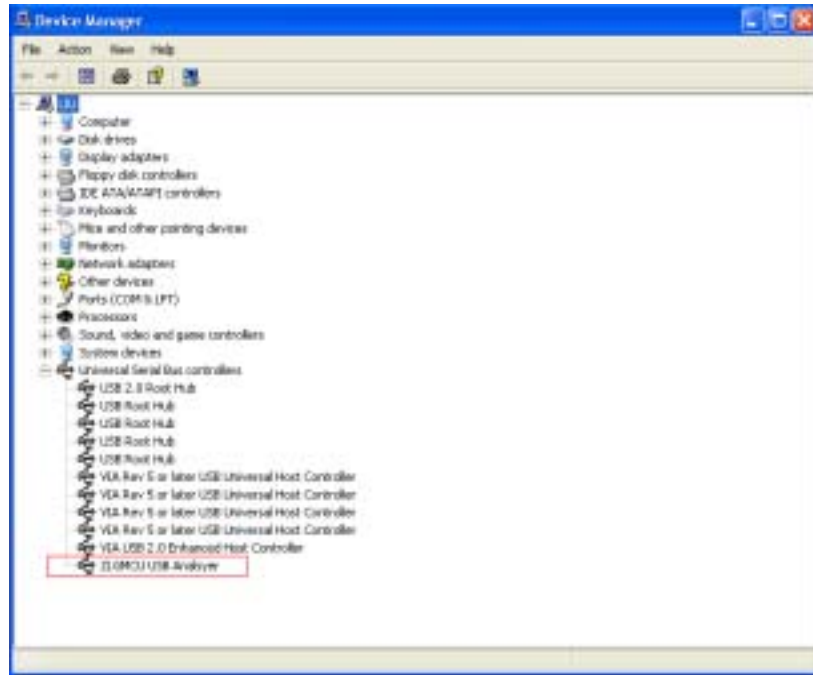 Device Manager
File Action View Help
Computer
Disk drives
Display adapters
Floppy disk controllers
IDE ATA/ATAPI controllers
Keyboards
Mice and other pointing devices
Monitors
Network adapters
Other devices
Ports (COM & LPT)
Processors
Sound, video and game controllers
System devices
Universal Serial Bus controllers
USB 2.0 Root Hub
USB Root Hub
USB Root Hub
USB Root Hub
USB Root Hub
VIA Rev 5 or later USB Universal Host Controller
VIA Rev 5 or later USB Universal Host Controller
VIA Rev 5 or later USB Universal Host Controller
VIA Rev 5 or later USB Universal Host Controller
VIA USB 2.0 Enhanced Host Controller
USB